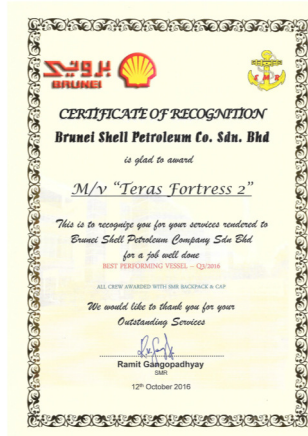 بروني
BRUNEI
SMR
CERTIFICATE OF RECOGNITION
Brunei Shell Petroleum Co. Sdn. Bhd
is glad to award
M/v “Teras Fortress 2”
This is to recognize you for your services rendered to
Brunei Shell Petroleum Company Sdn Bhd
for a job well done
BEST PERFORMING VESSEL – Q3/2016
ALL CREW AWARDED WITH SMR BACKPACK & CAP
We would like to thank you for your
Outstanding Services
Ramit Gangopadhyay
SMR
12th October 2016